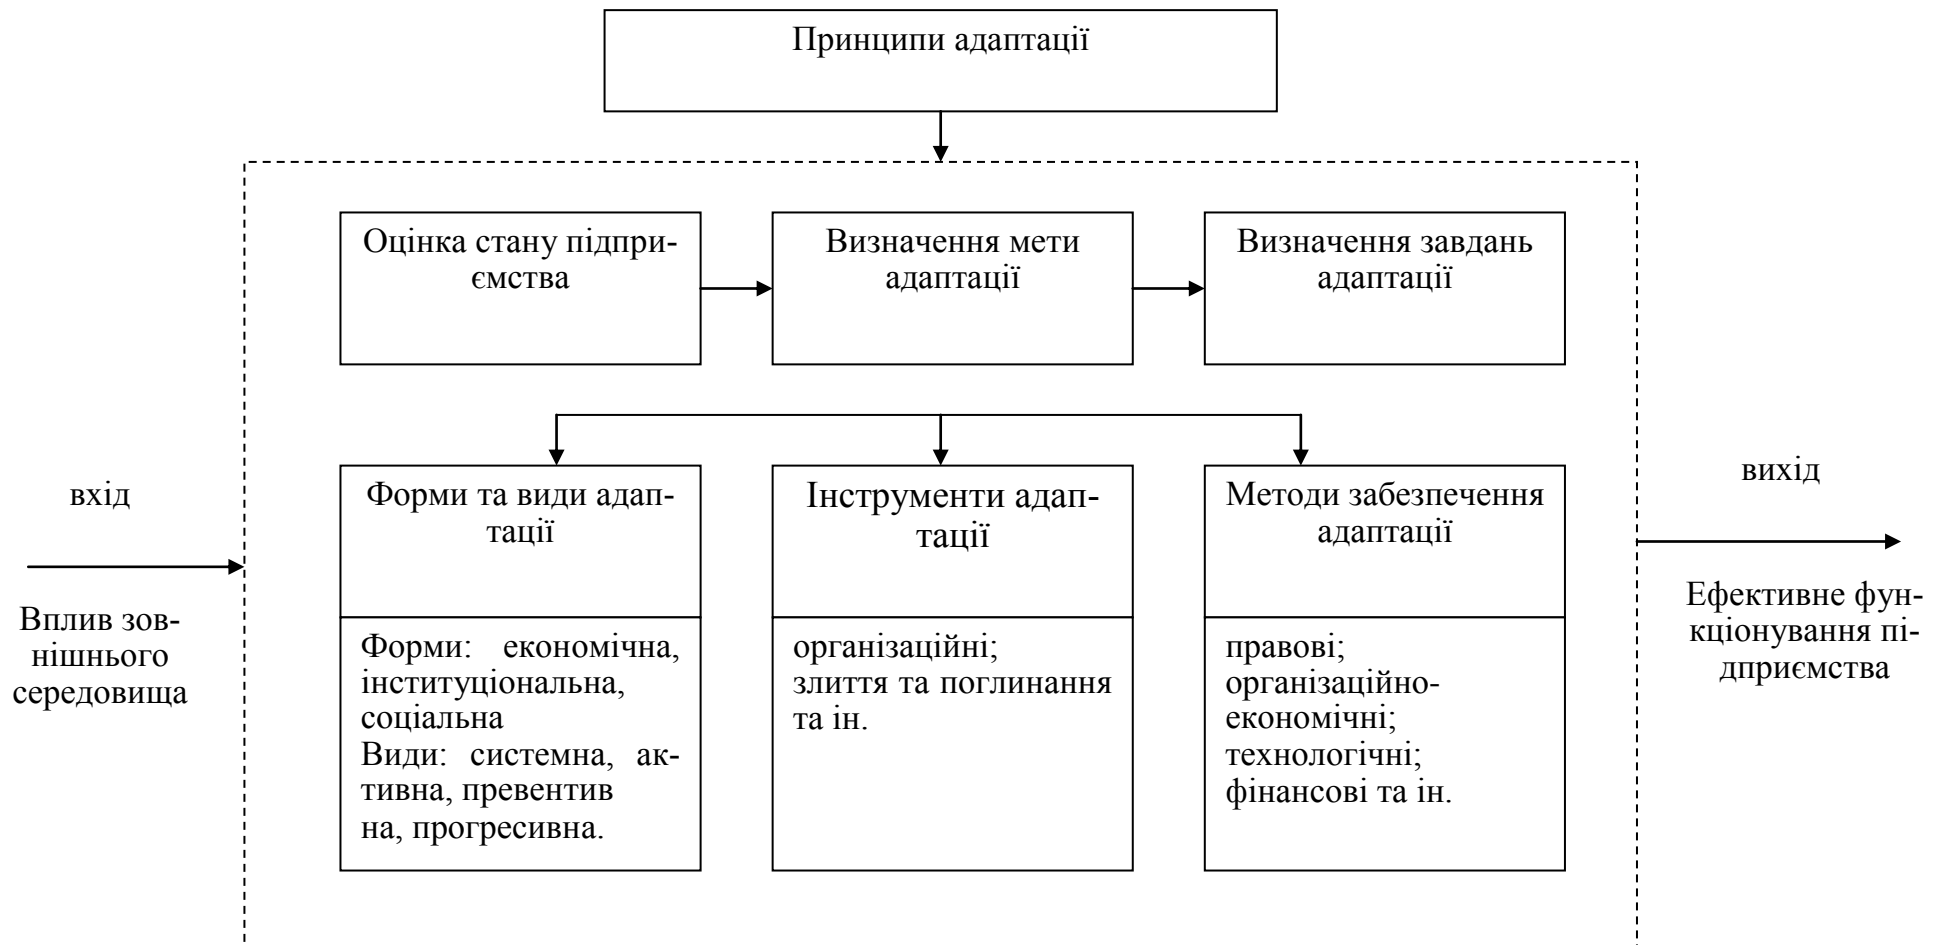 Принципи адаптації
Оцінка стану підпри-
ємства
Визначення мети
адаптації
Визначення завдань
адаптації
вхід
Вплив зов-
нішнього
середовища
Форми та види адап-
тації
Форми: економічна,
інституціональна,
соціальна
Види: системна, ак-
тивна, превентив
на, прогресивна.
Інструменти адап-
тації
організаційні;
злиття та поглинання
та ін.
Методи забезпечення
адаптації
правові;
організаційно-
економічні;
технологічні;
фінансові та ін.
вихід
Ефективне фун-
кціонування пі-
дприємства